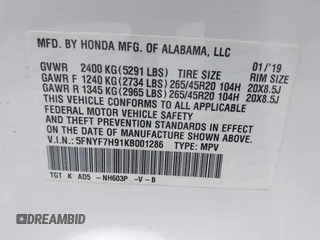 MFD. BY HONDA MFG. OF ALABAMA, LLC
01/'19
GVWR 2400 KG (5291 LBS) TIRE SIZE RIM SIZE
GAWR F 1240 KG (2734 LBS) 265/45R20 104H 20X8.5J
GAWR R 1345 KG (2965 LBS) 265/45R20 104H 20X8.5J
THIS VEHICLE CONFORMS TO ALL APPLICABLE
FEDERAL MOTOR VEHICLE SAFETY STANDARDS IN
EFFECT ON THE DATE OF MANUFACTURE SHOWN ABOVE.
V.I.N.: 5FNYF7H91KB001286 TYPE: MPV
TGT K AD5 -NH603P -V-B
DREAMBID